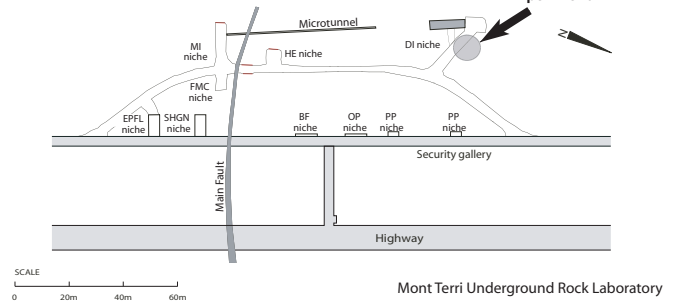 Microtunnel
MI
niche
HE niche
DI niche
N
FMC
niche
EPFL
niche
SHGN
niche
BF
niche
OP
niche
PP
niche
PP
niche
Security gallery
Main Fault
Highway
SCALE
0 20m 40m 60m
Mont Terri Underground Rock Laboratory